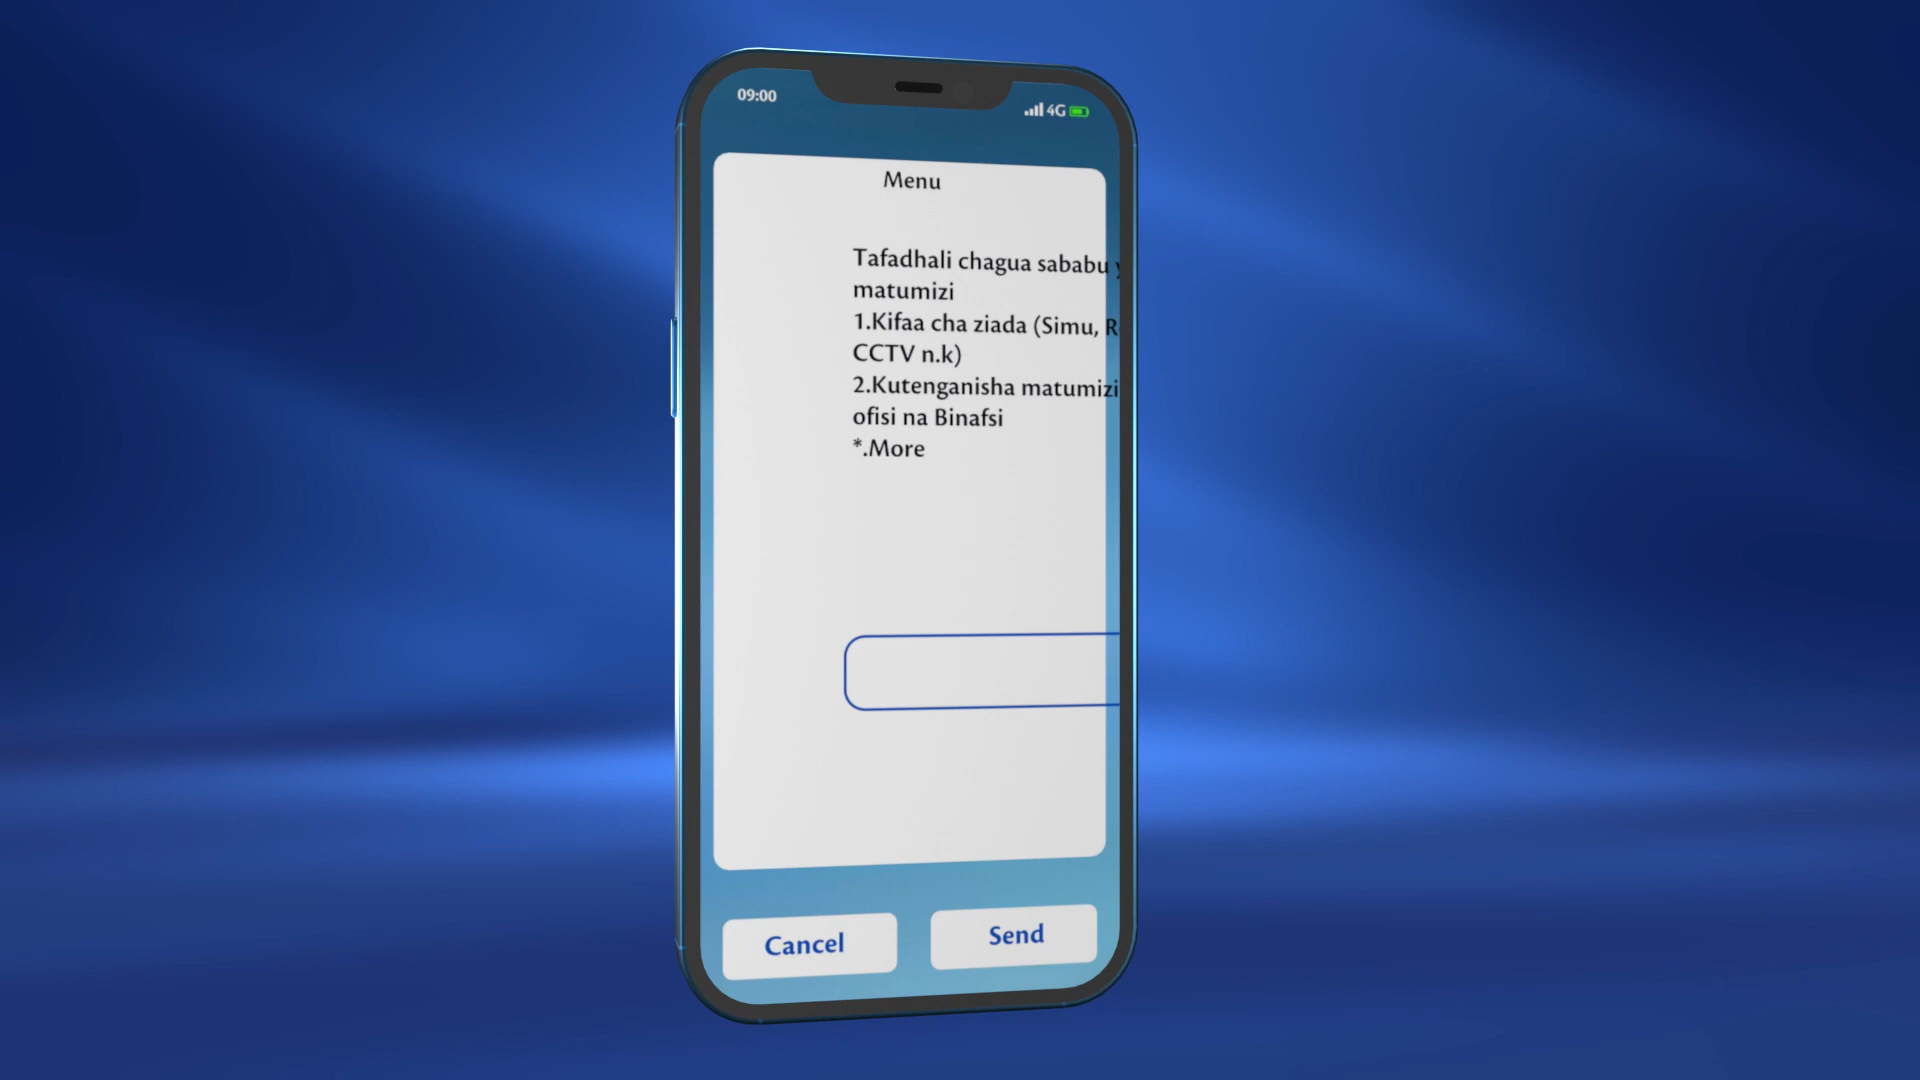 09:00
4G
Menu
Tafadhali chagua sababu
matumizi
1.Kifaa cha ziada (Simu,
CCTV n.k)
2.Kutenganisha matumizi
ofisi na Binafsi
*.More
Cancel
Send